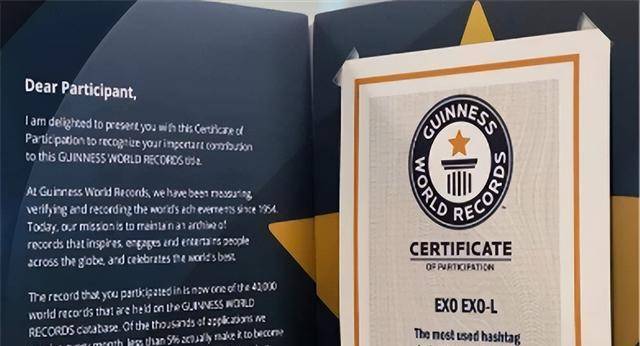 Dear Participant,
I am delighted to present you with this Certificate of
Participation to recognize your important contribution
to this GUINNESS WORLD RECORDS title.
At Guinness World Records, we have been measuring,
verifying and recording the world's achievements since 1954.
Today, our mission is to maintain an archive of
records that inspires, engages and entertains people
across the globe, and celebrates the world's best.
The record that you participated in is now one of the 40,000
world records that are held on the GUINNESS WORLD
RECORDS database. Of the thousands of applications we
every month, less than 5% actually make it to become
GUINNESS
WORLD RECORDS
CERTIFICATE
OF PARTICIPATION
EXO EXO-L
The most used hashtag